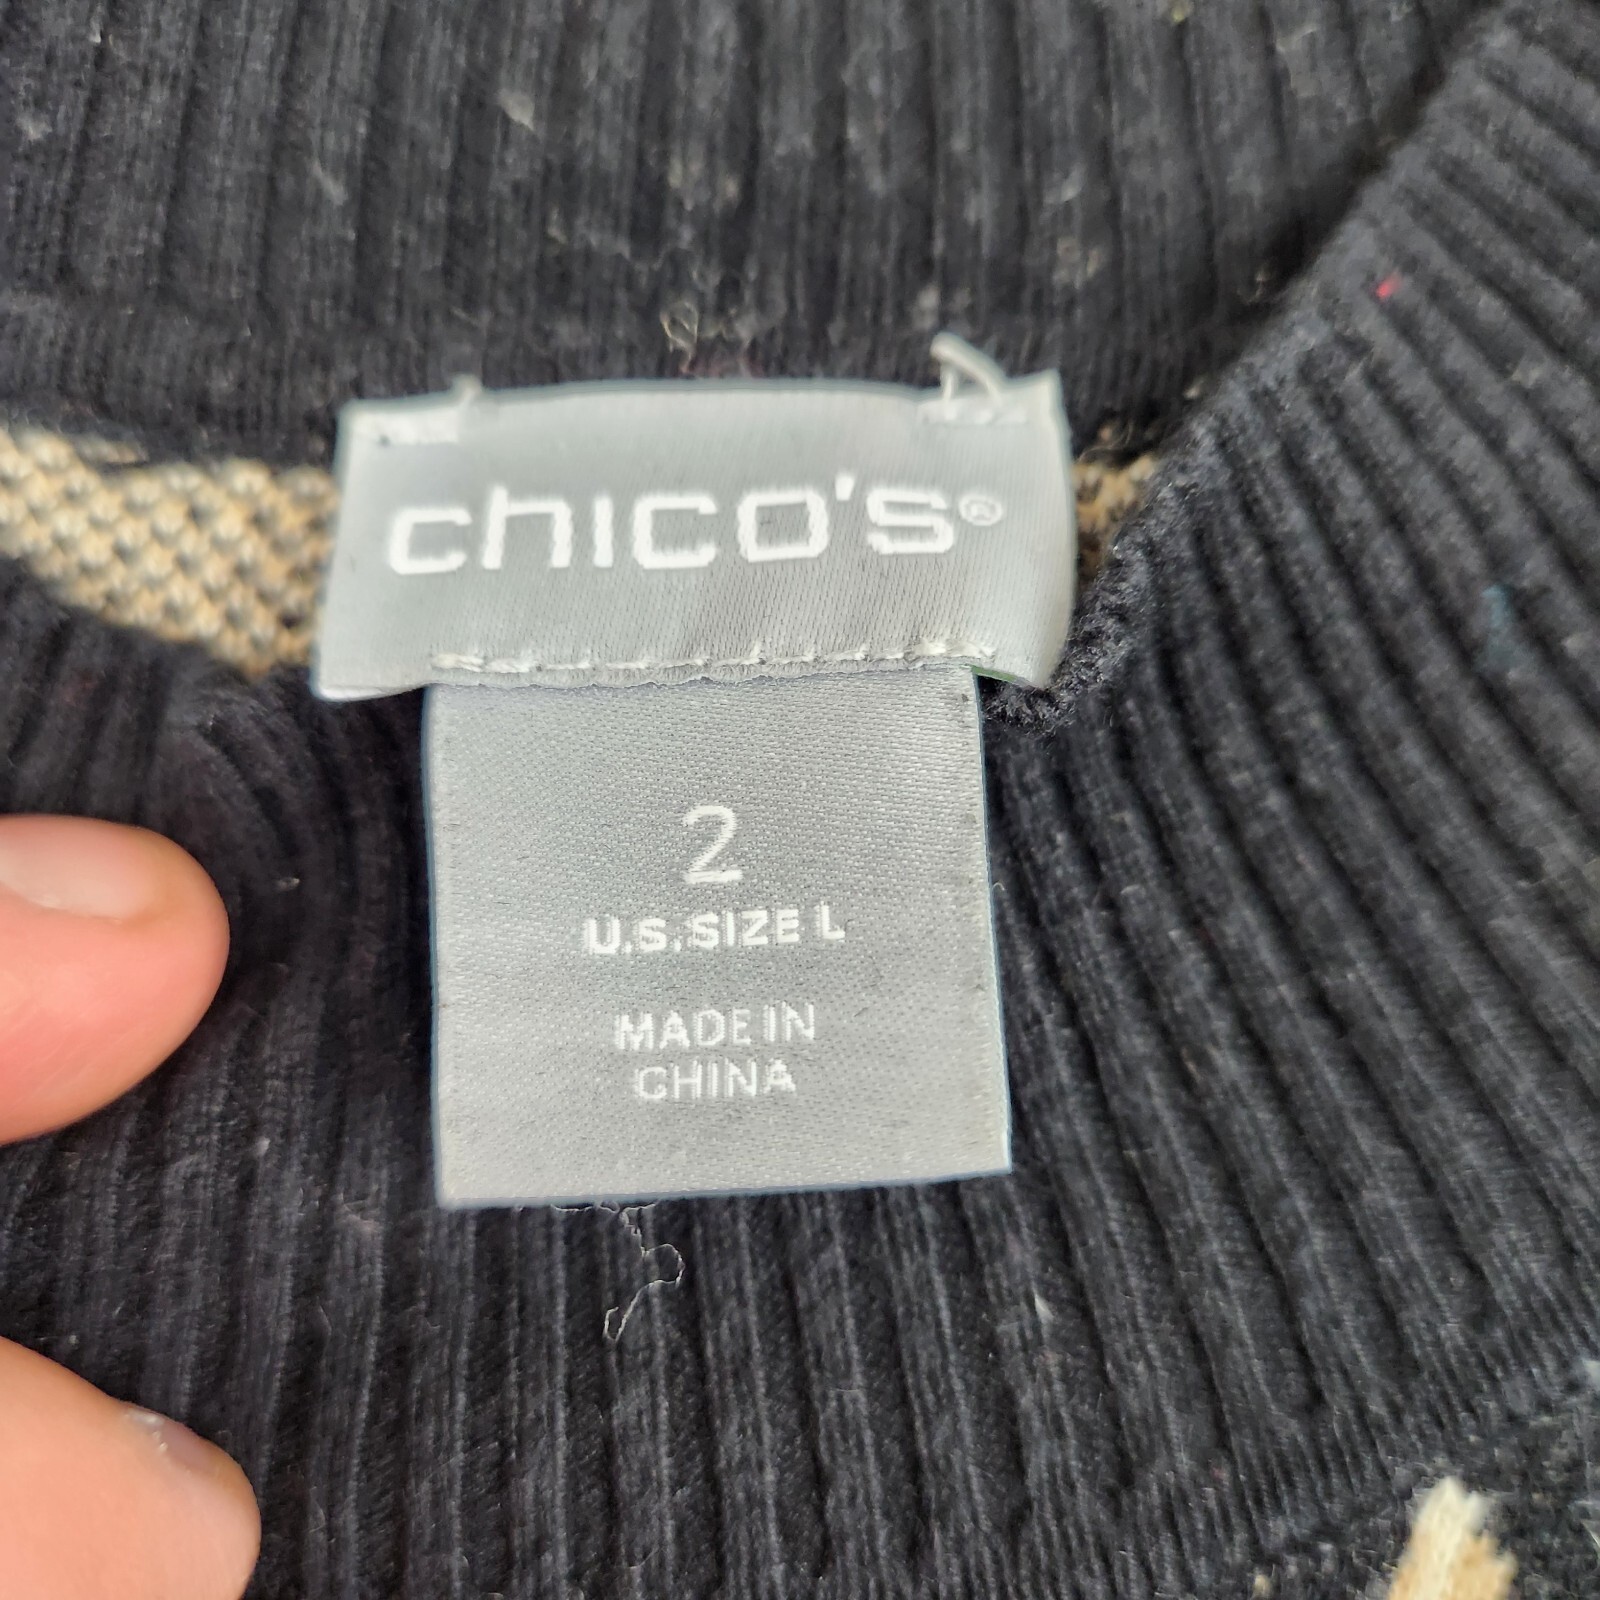 chico's®
2
U.S. SIZE L
MADE IN
CHINA